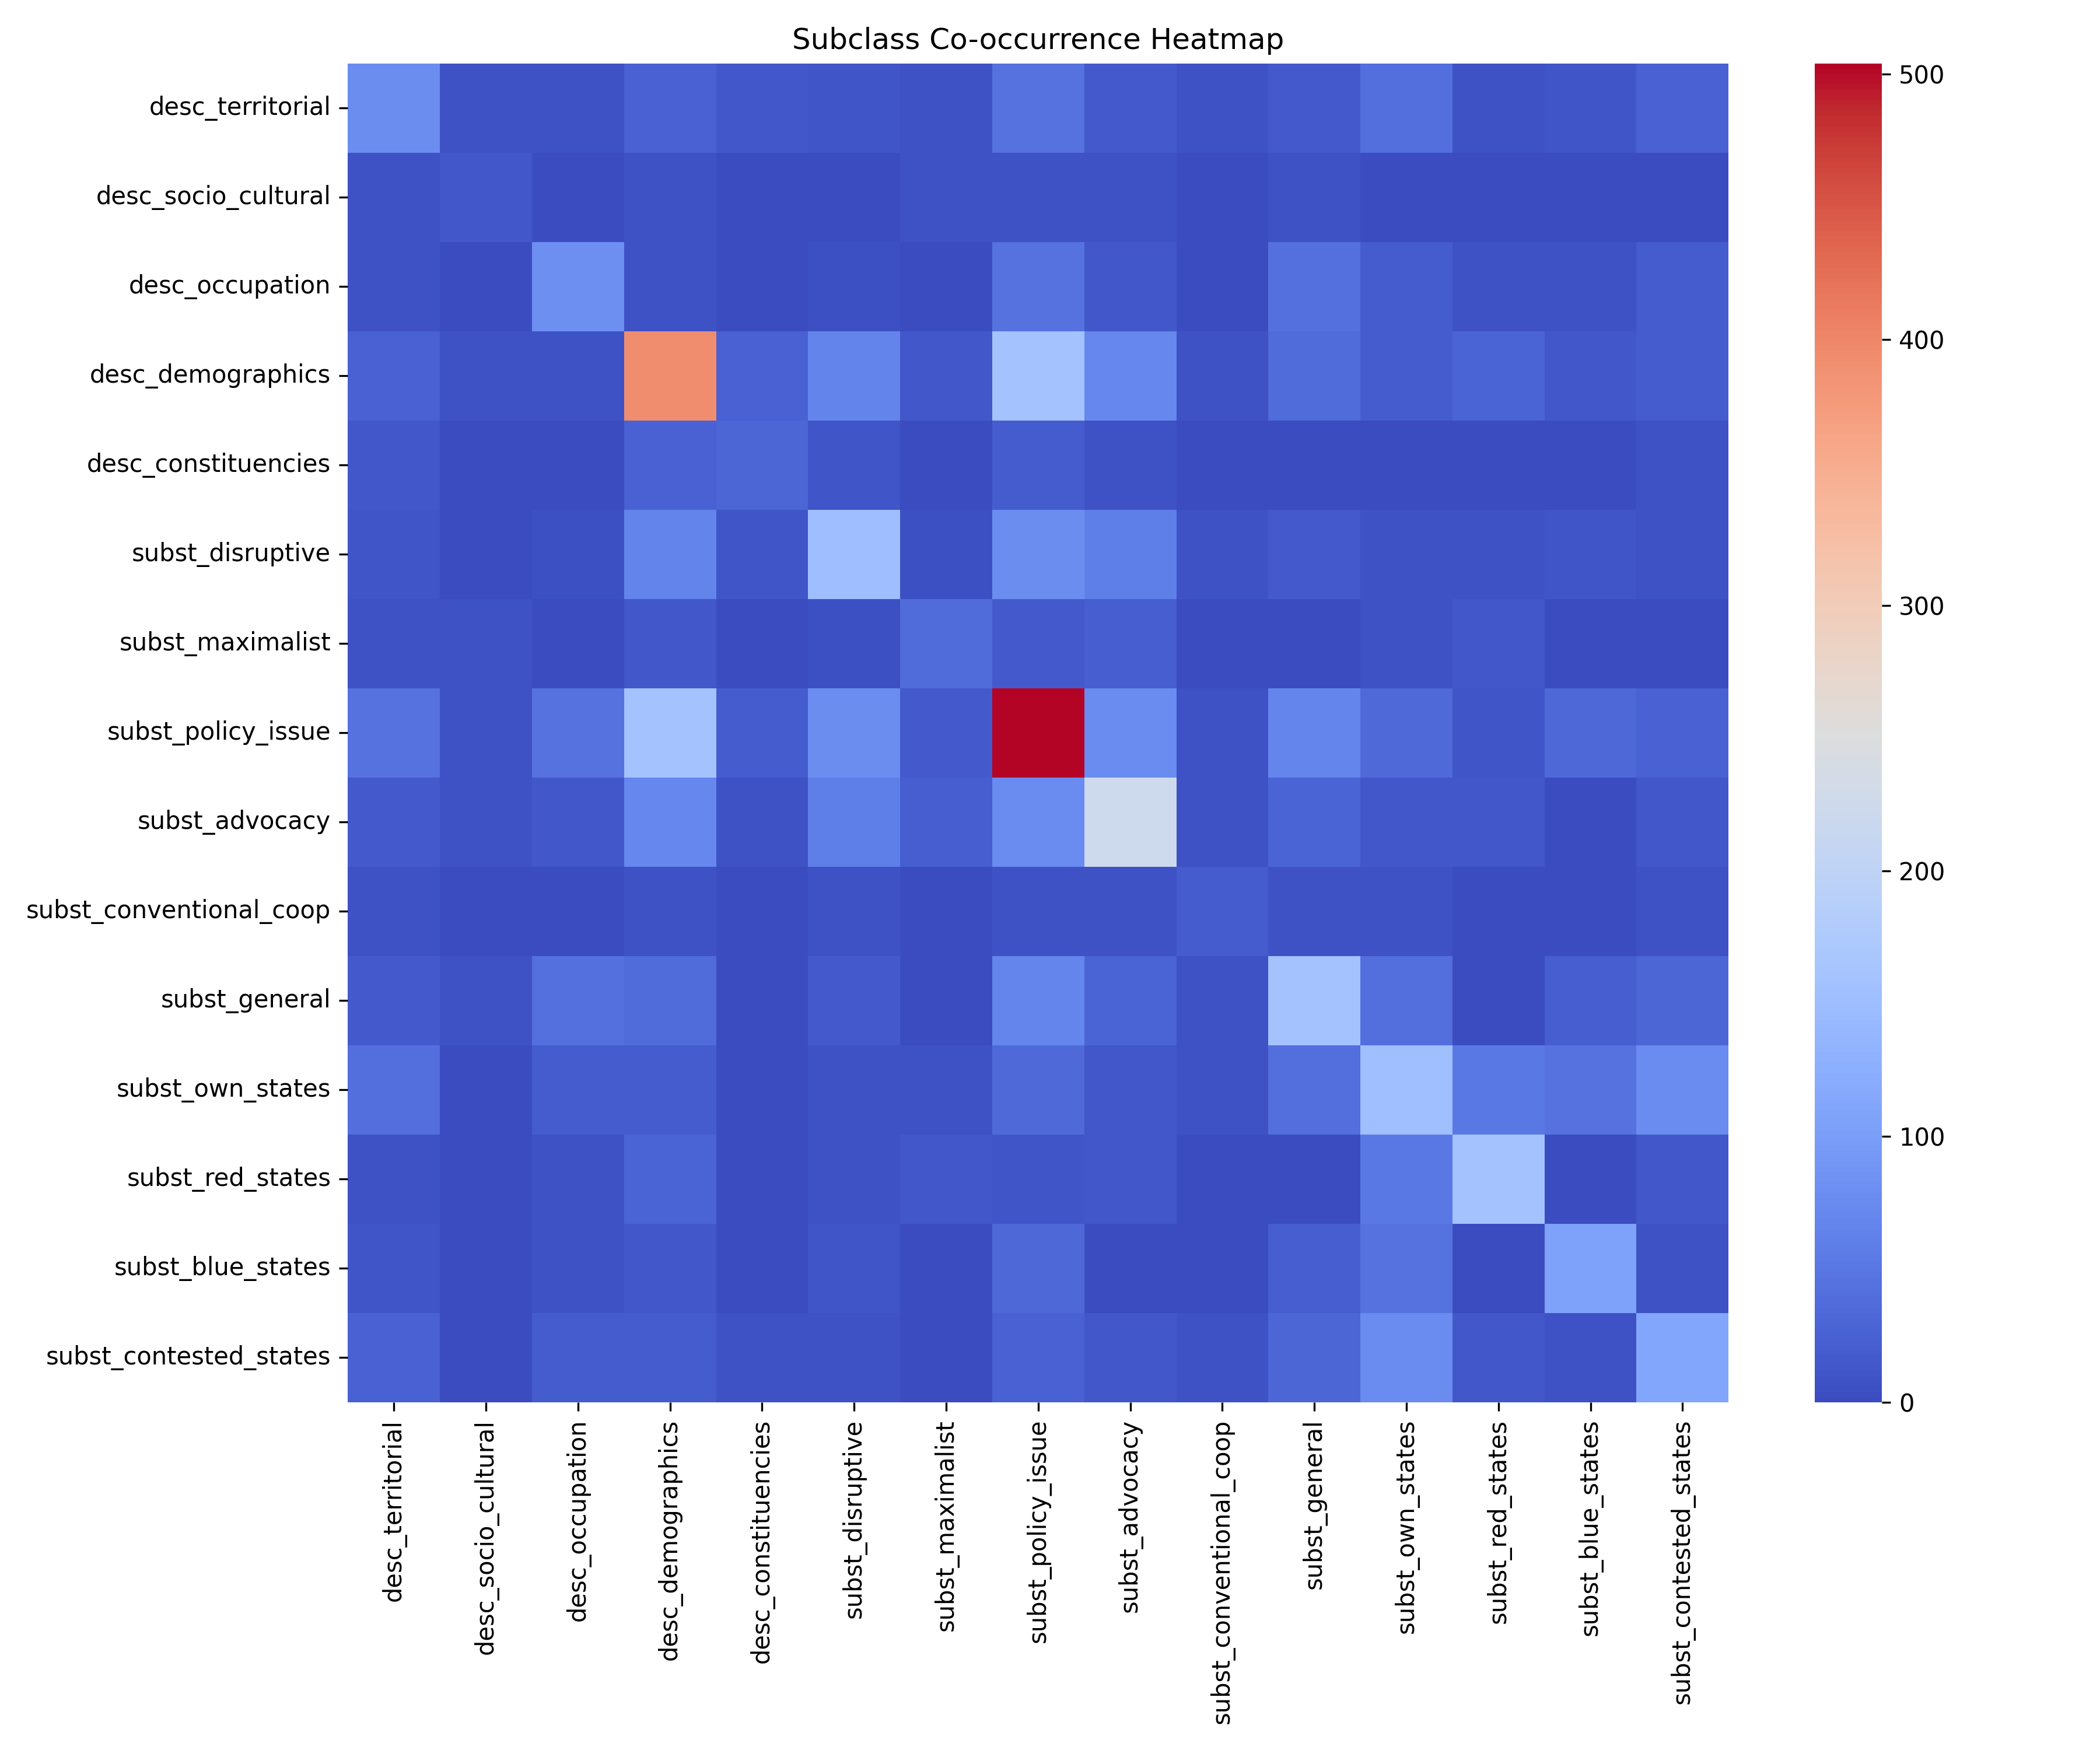 Subclass Co-occurrence Heatmap
desc_territorial
desc_socio_cultural
desc_occupation
desc_demographics
desc_constituencies
subst_disruptive
subst_maximalist
subst_policy_issue
subst_advocacy
subst_conventional_coop
subst_general
subst_own_states
subst_red_states
subst_blue_states
subst_contested_states
desc_territorial
desc_socio_cultural
desc_occupation
desc_demographics
desc_constituencies
subst_disruptive
subst_maximalist
subst_policy_issue
subst_advocacy
subst_conventional_coop
subst_general
subst_own_states
subst_red_states
subst_blue_states
subst_contested_states
500
400
300
200
100
0